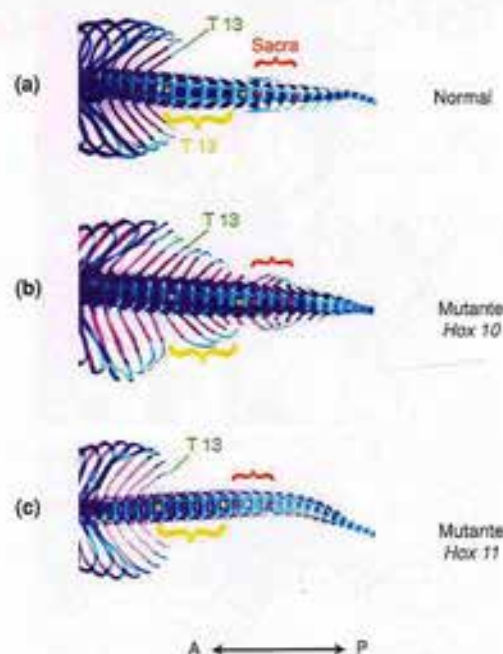 T 13
Sacra
(a)
Normal
T 13
T 13
(b)
Mutante
Hox 10
T 13
(c)
Mutante
Hox 11
A P